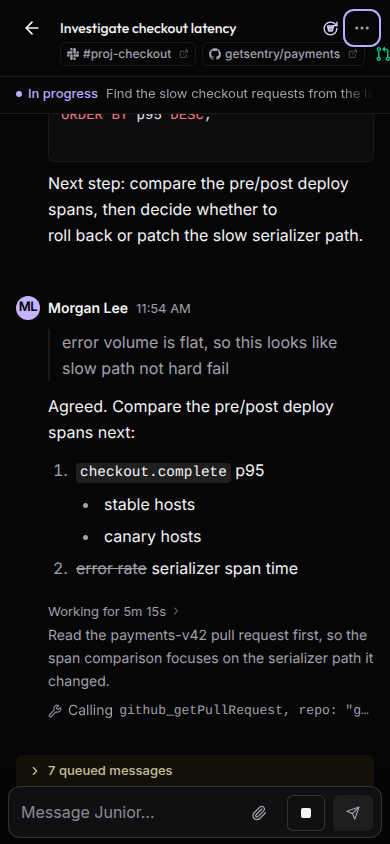 Investigate checkout latency
#proj-checkout
getsentry/payments
In progress Find the slow checkout requests from the la
ORDER BY p95 DESC;
Next step: compare the pre/post deploy
spans, then decide whether to
roll back or patch the slow serializer path.
ML Morgan Lee 11:54 AM
error volume is flat, so this looks like
slow path not hard fail
Agreed. Compare the pre/post deploy
spans next:
1. checkout.complete p95
• stable hosts
• canary hosts
2. error rate serializer span time
Working for 5m 15s
Read the payments-v42 pull request first, so the
span comparison focuses on the serializer path it
changed.
Calling github_getPullRequest, repo: "g…
7 queued messages
Message Junior...